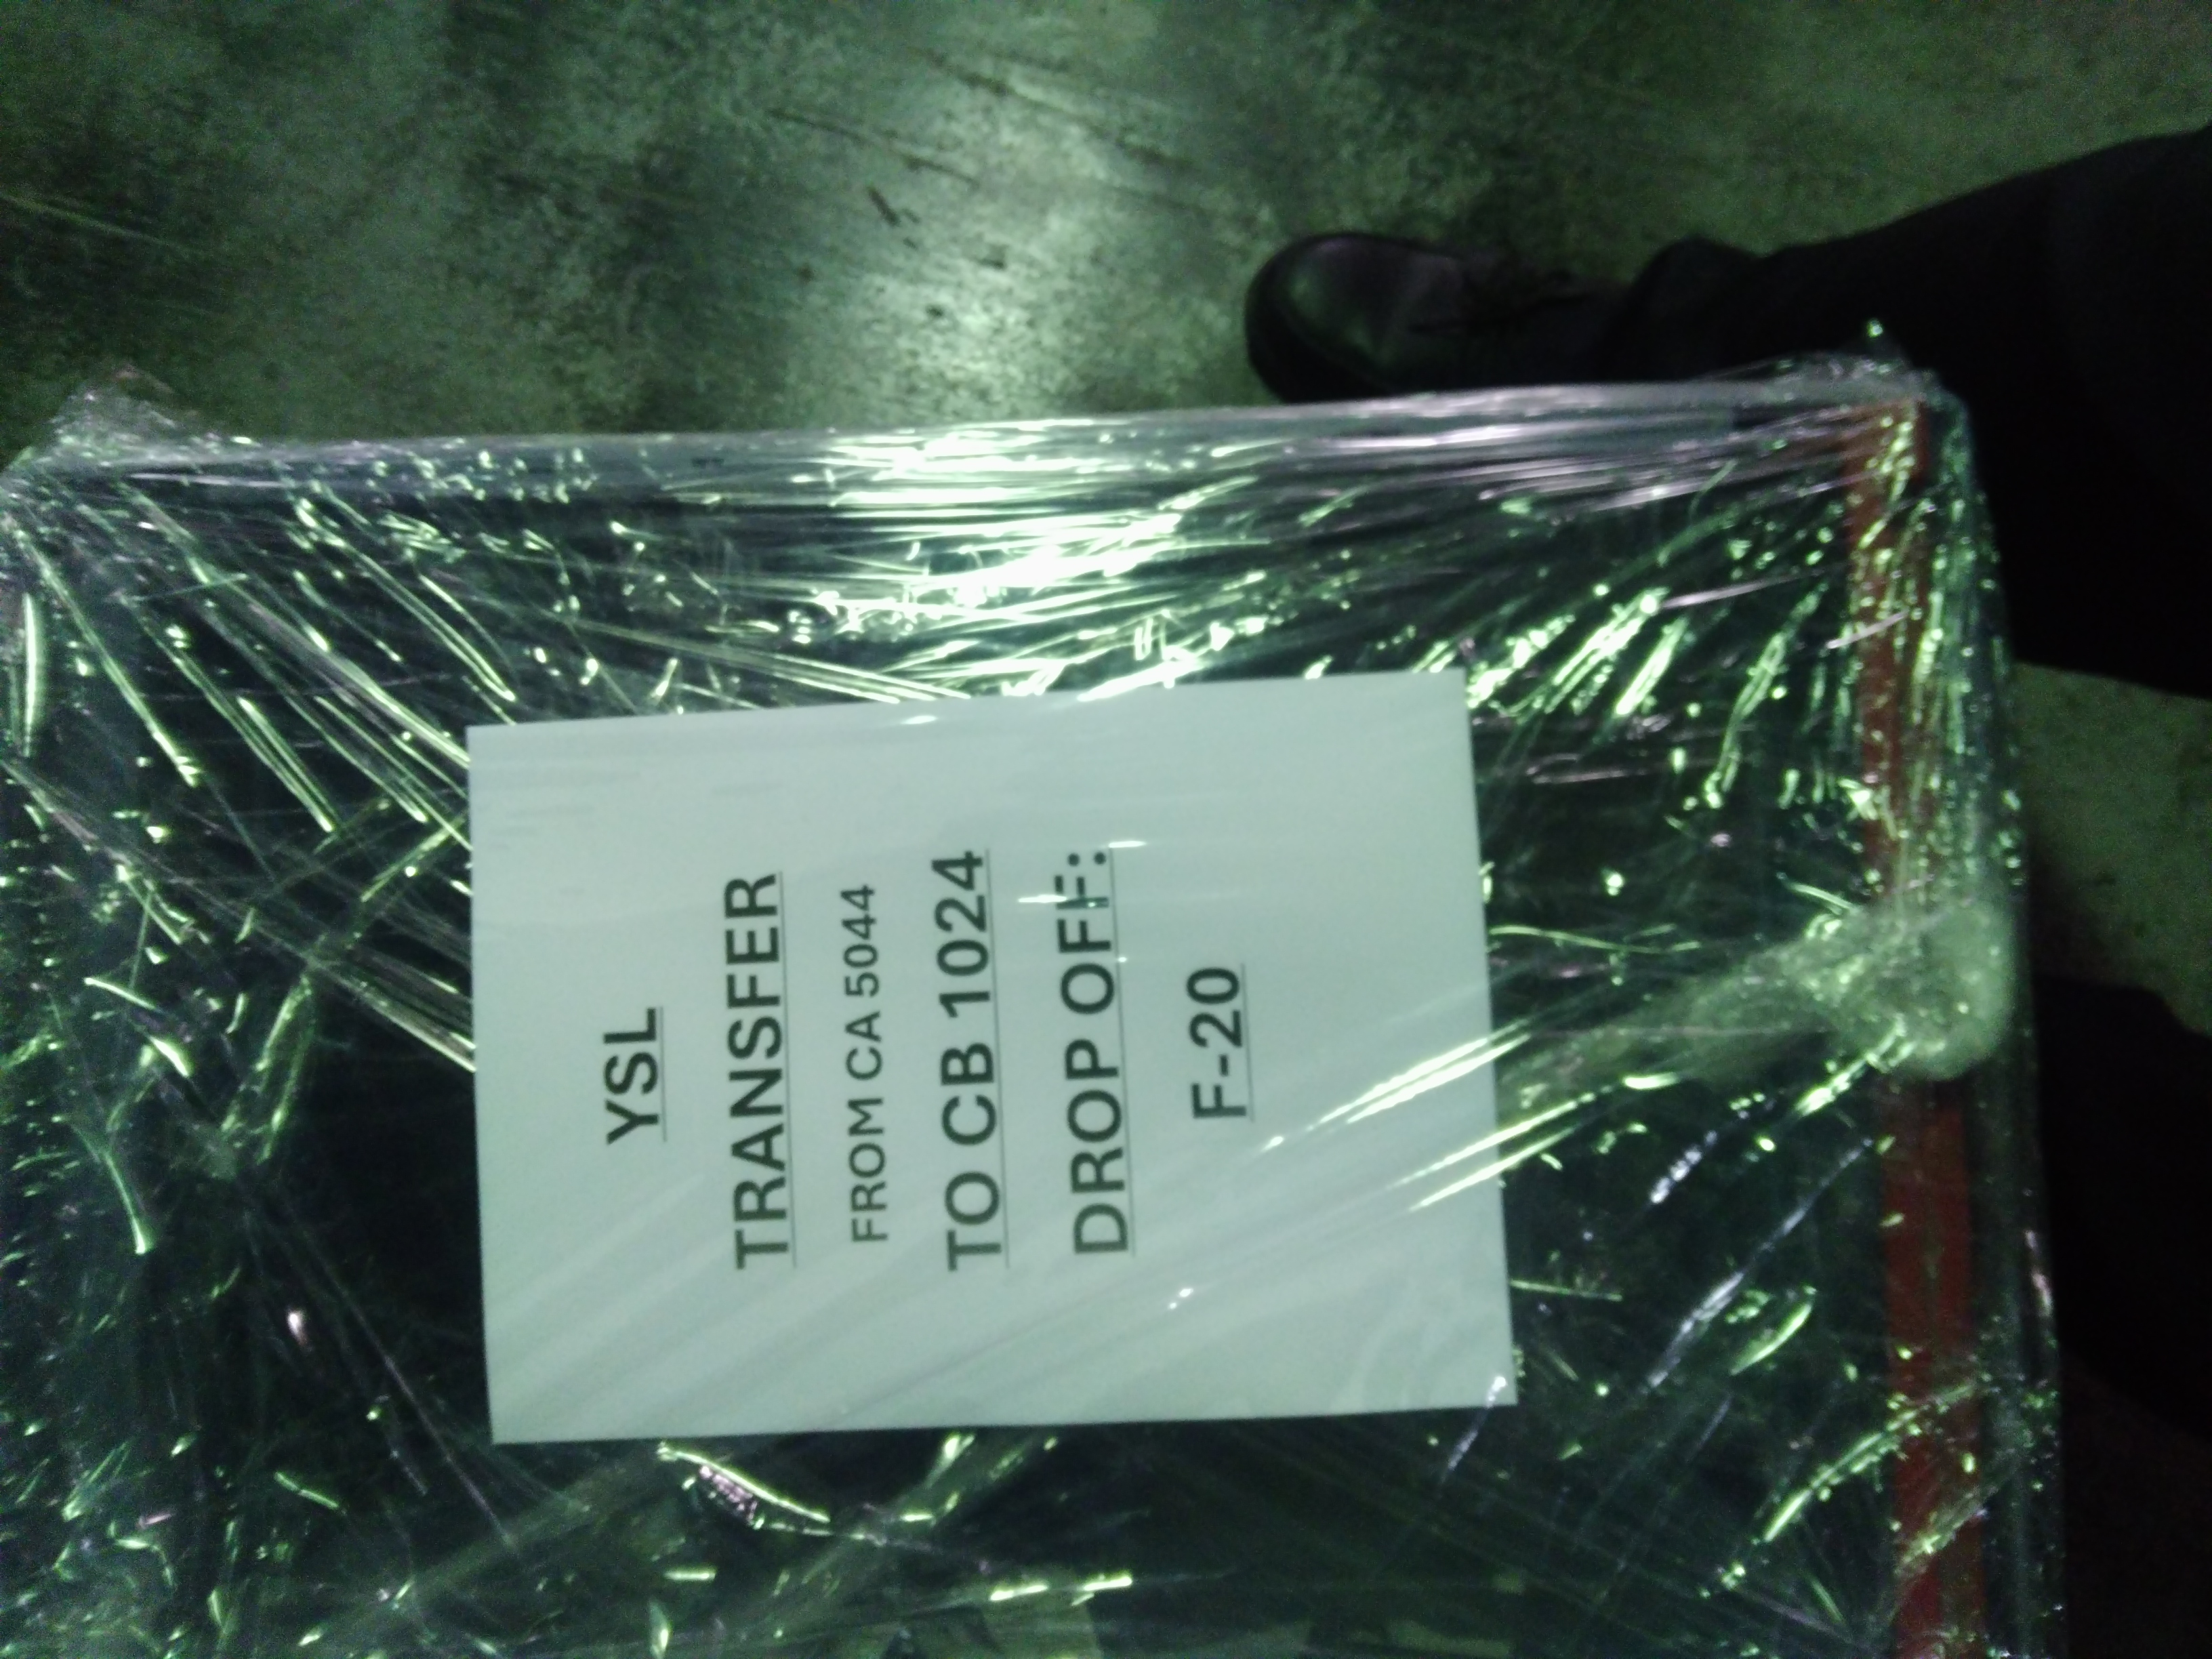 YSL
TRANSFER
FROM CA 5044
TO CB 1024
DROP OFF:
F-20